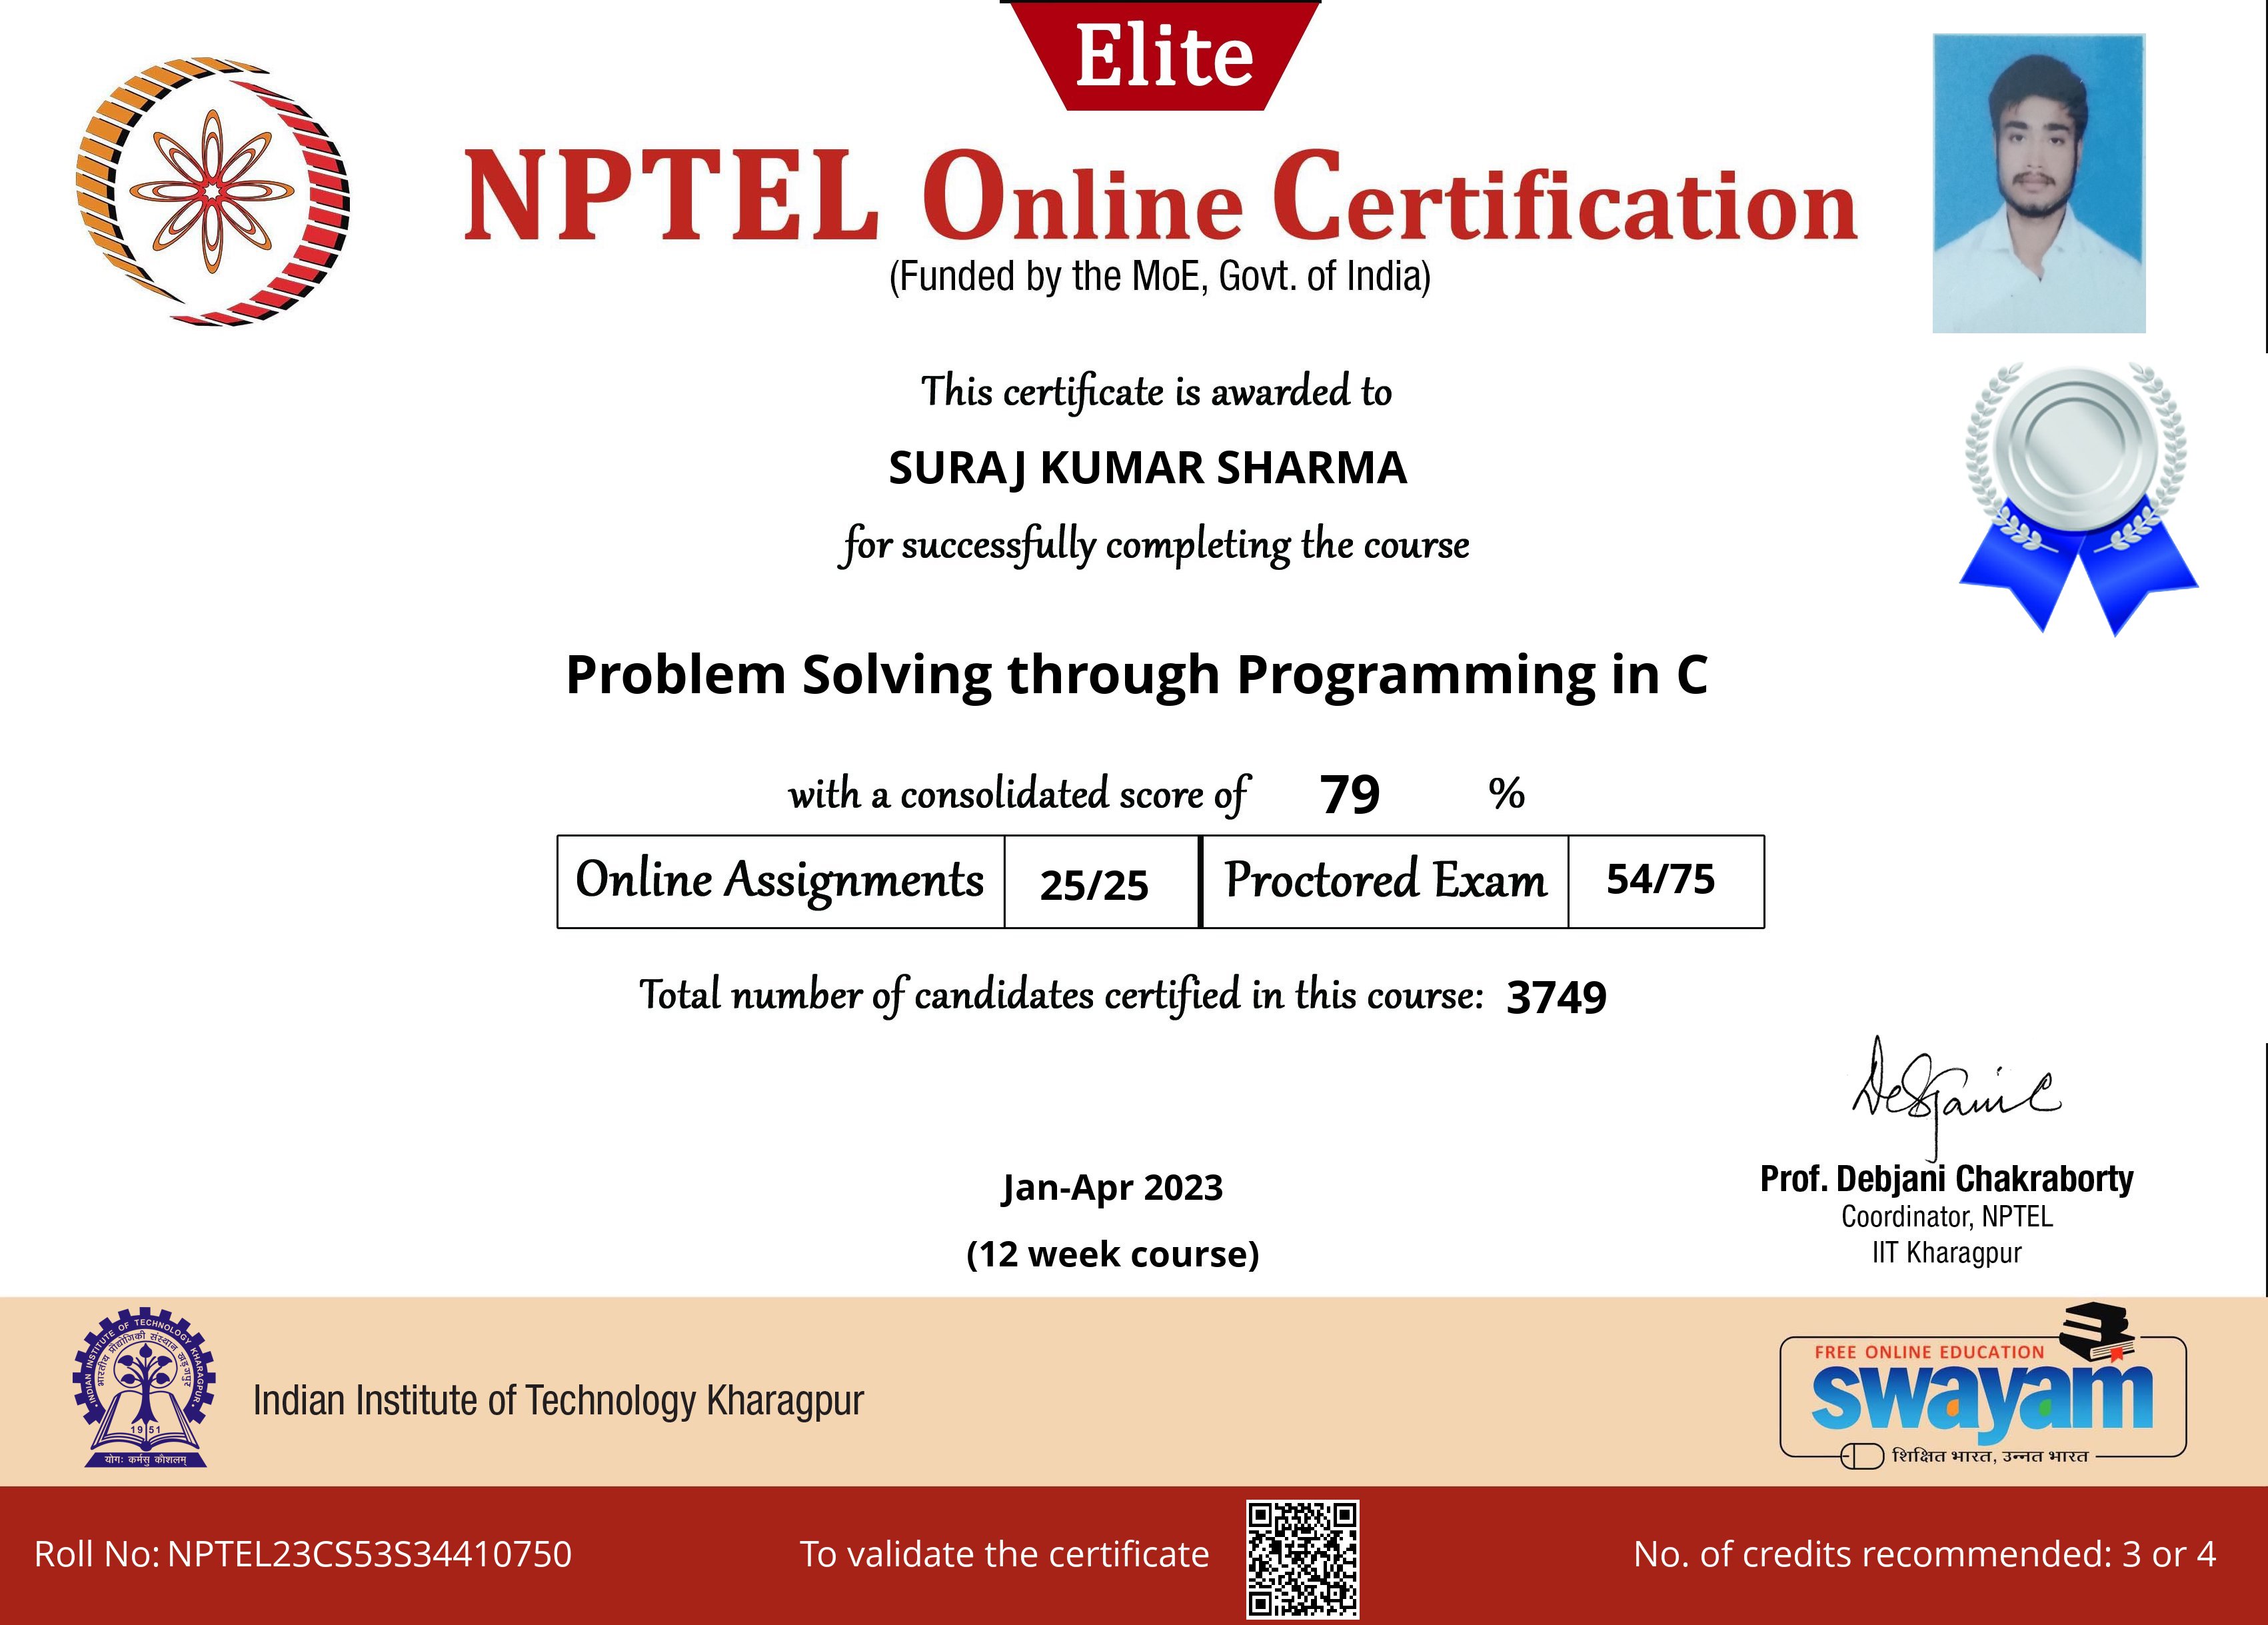 Elite
NPTEL Online Certification
(Funded by the MoE, Govt. of India)
This certificate is awarded to
SURAJ KUMAR SHARMA
for successfully completing the course
Problem Solving through Programming in C
with a consolidated score of 79 %
Online Assignments 25/25 Proctored Exam 54/75
Total number of candidates certified in this course: 3749
Prof. Debjani Chakraborty
Coordinator, NPTEL
IIT Kharagpur
Jan-Apr 2023
(12 week course)
INDIAN INSTITUTE OF TECHNOLOGY KHARAGPUR
भारतीय प्रौद्योगिकी संस्थान खड़गपुर
1951
योगः कर्मसु कौशलम्
Indian Institute of Technology Kharagpur
FREE ONLINE EDUCATION
swayam
शिक्षित भारत, उन्नत भारत
Roll No: NPTEL23CS53S34410750
To validate the certificate
No. of credits recommended: 3 or 4